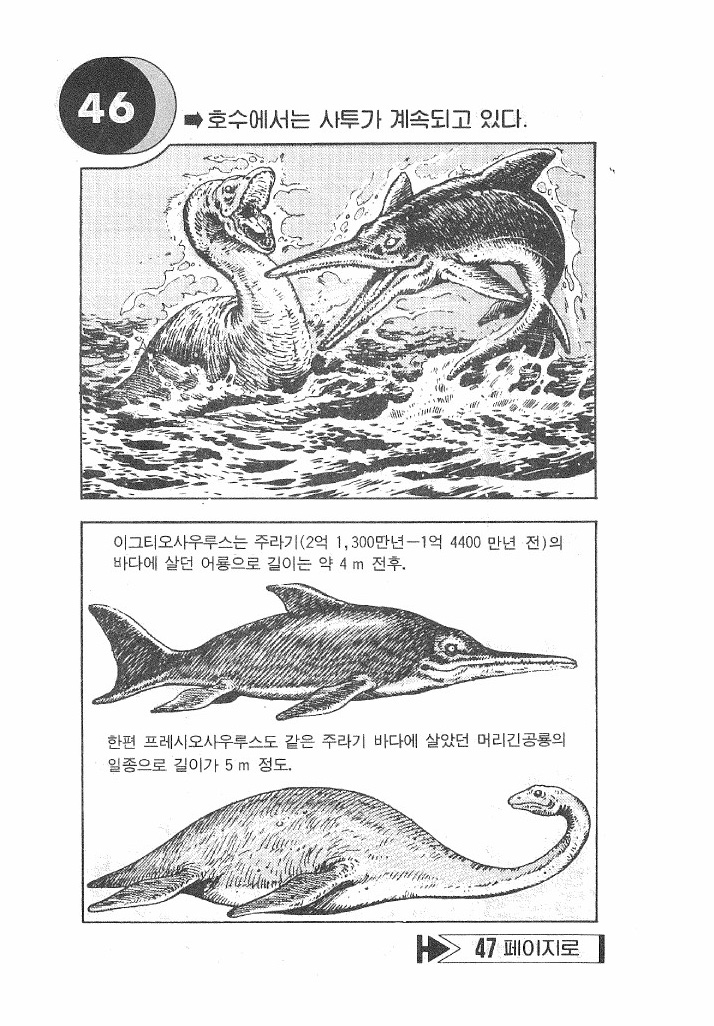 46
➡호수에서는 사투가 계속되고 있다.
이그티오사우루스는 주라기(2억 1,300만년—1억 4400 만년 전)의
바다에 살던 어룡으로 길이는 약 4 m 전후.
한편 프레시오사우루스도 같은 주라기 바다에 살았던 머리긴공룡의
일종으로 길이가 5 m 정도.
47 페이지로